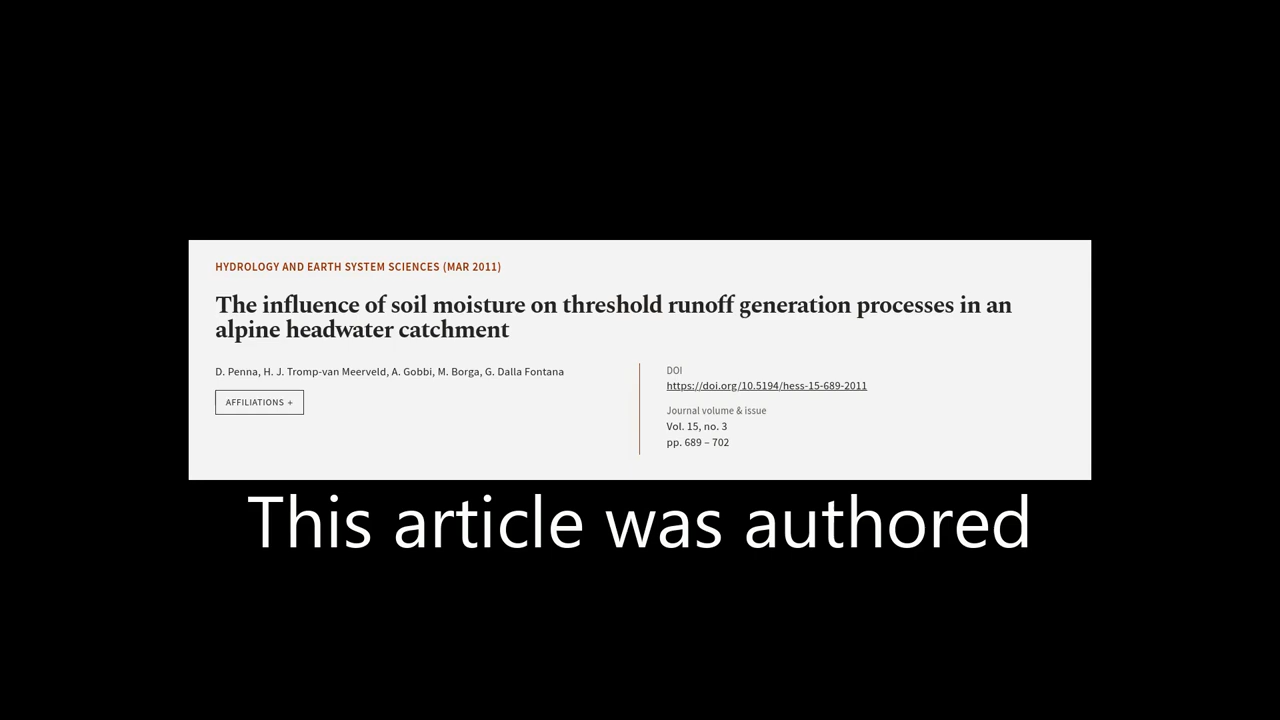 HYDROLOGY AND EARTH SYSTEM SCIENCES (MAR 2011)
The influence of soil moisture on threshold runoff generation processes in an
alpine headwater catchment
D. Penna, H. J. Tromp-van Meerveld, A. Gobbi, M. Borga, G. Dalla Fontana
AFFILIATIONS +
DOI
https://doi.org/10.5194/hess-15-689-2011
Journal volume & issue
Vol. 15, no. 3
pp. 689 – 702
This article was authored